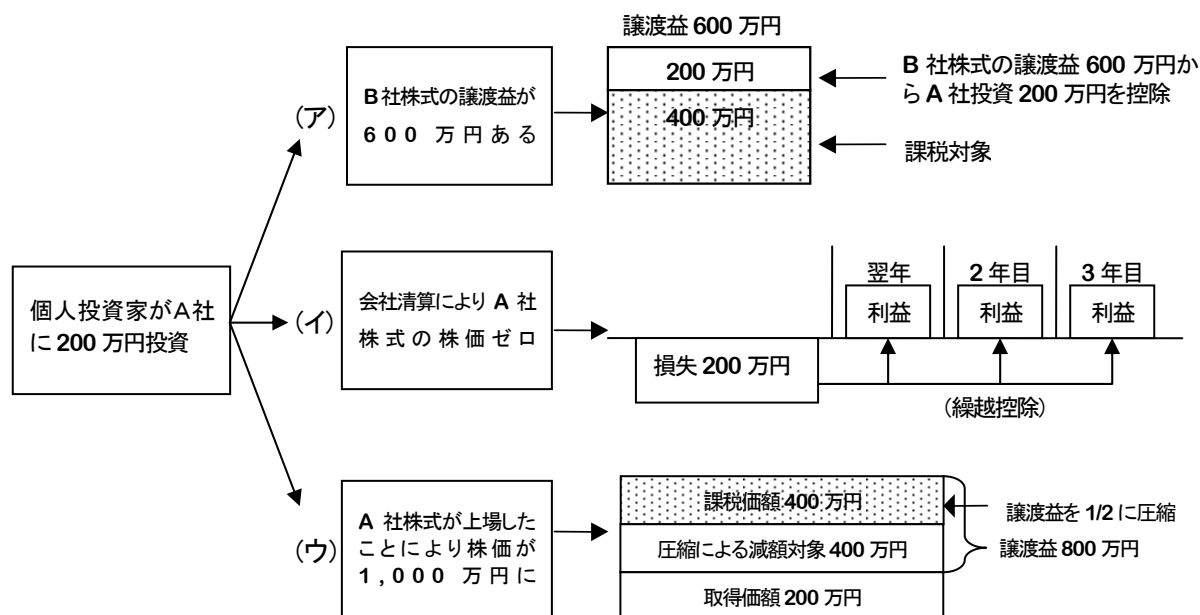 譲渡益 600 万円
(ア)
B 社株式の譲渡益が
600 万円ある
200 万円
400 万円
B 社株式の譲渡益 600 万円か
ら A 社投資 200 万円を控除
課税対象
個人投資家がA社
に 200 万円投資
(イ)
会社清算により A 社
株式の株価ゼロ
損失 200 万円
翌年
利益
2 年目
利益
3 年目
利益
(繰越控除)
(ウ)
A 社株式が上場した
ことにより株価が
1,000 万円に
課税価額 400 万円
圧縮による減額対象 400 万円
取得価額 200 万円
譲渡益を 1/2 に圧縮
譲渡益 800 万円